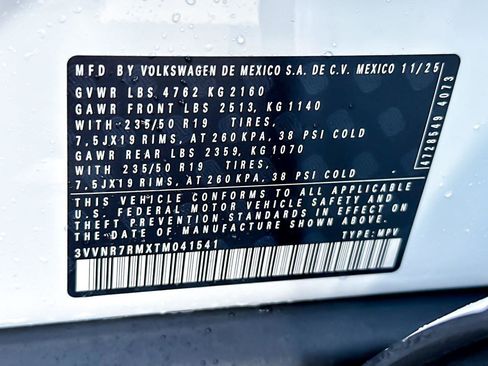 MFD BY VOLKSWAGEN DE MEXICO S.A. DE C.V. MEXICO 11/25
GVWR LBS 4762 KG 2160
GAWR FRONT LBS 2513, KG 1140
WITH 235/50 R19 TIRES,
7.5JX19 RIMS, AT 260 KPA, 38 PSI COLD
GAWR REAR LBS 2359, KG 1070
WITH 235/50 R19 TIRES,
7.5JX19 RIMS, AT 260 KPA, 38 PSI COLD
THIS VEHICLE CONFORMS TO ALL APPLICABLE
U.S. FEDERAL MOTOR VEHICLE SAFETY AND
THEFT PREVENTION STANDARDS IN EFFECT ON
THE DATE OF MANUFACTURE SHOWN ABOVE.
3VVNR7RMXTM041541 TYPE: MPV
4728549 4073